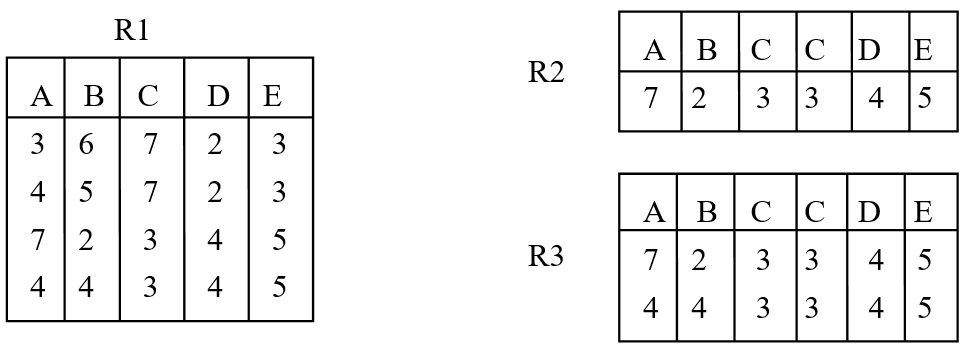 R1
A B C D E
3 6 7 2 3
4 5 7 2 3
7 2 3 4 5
4 4 3 4 5
R2
A B C C D E
7 2 3 3 4 5
R3
A B C C D E
7 2 3 3 4 5
4 4 3 3 4 5